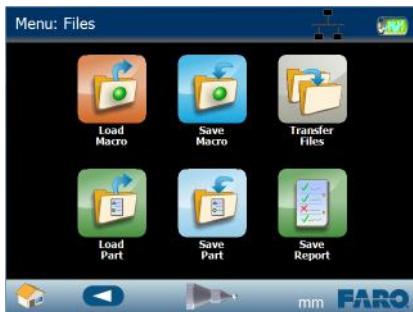 Menu: Files
Load
Macro
Save
Macro
Transfer
Files
Load
Part
Save
Part
Save
Report
mm
FARO